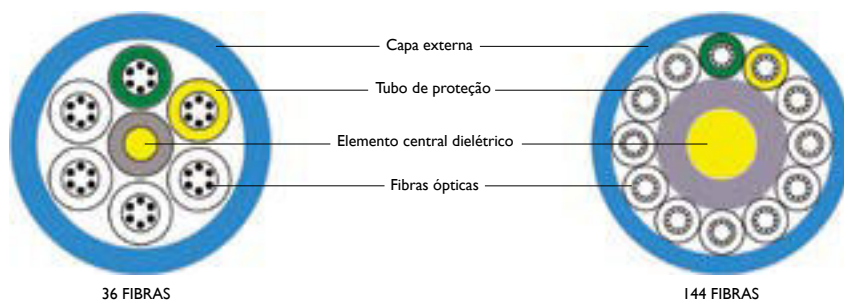 Capa externa
Tubo de proteção
Elemento central dielétrico
Fibras ópticas
36 FIBRAS
144 FIBRAS